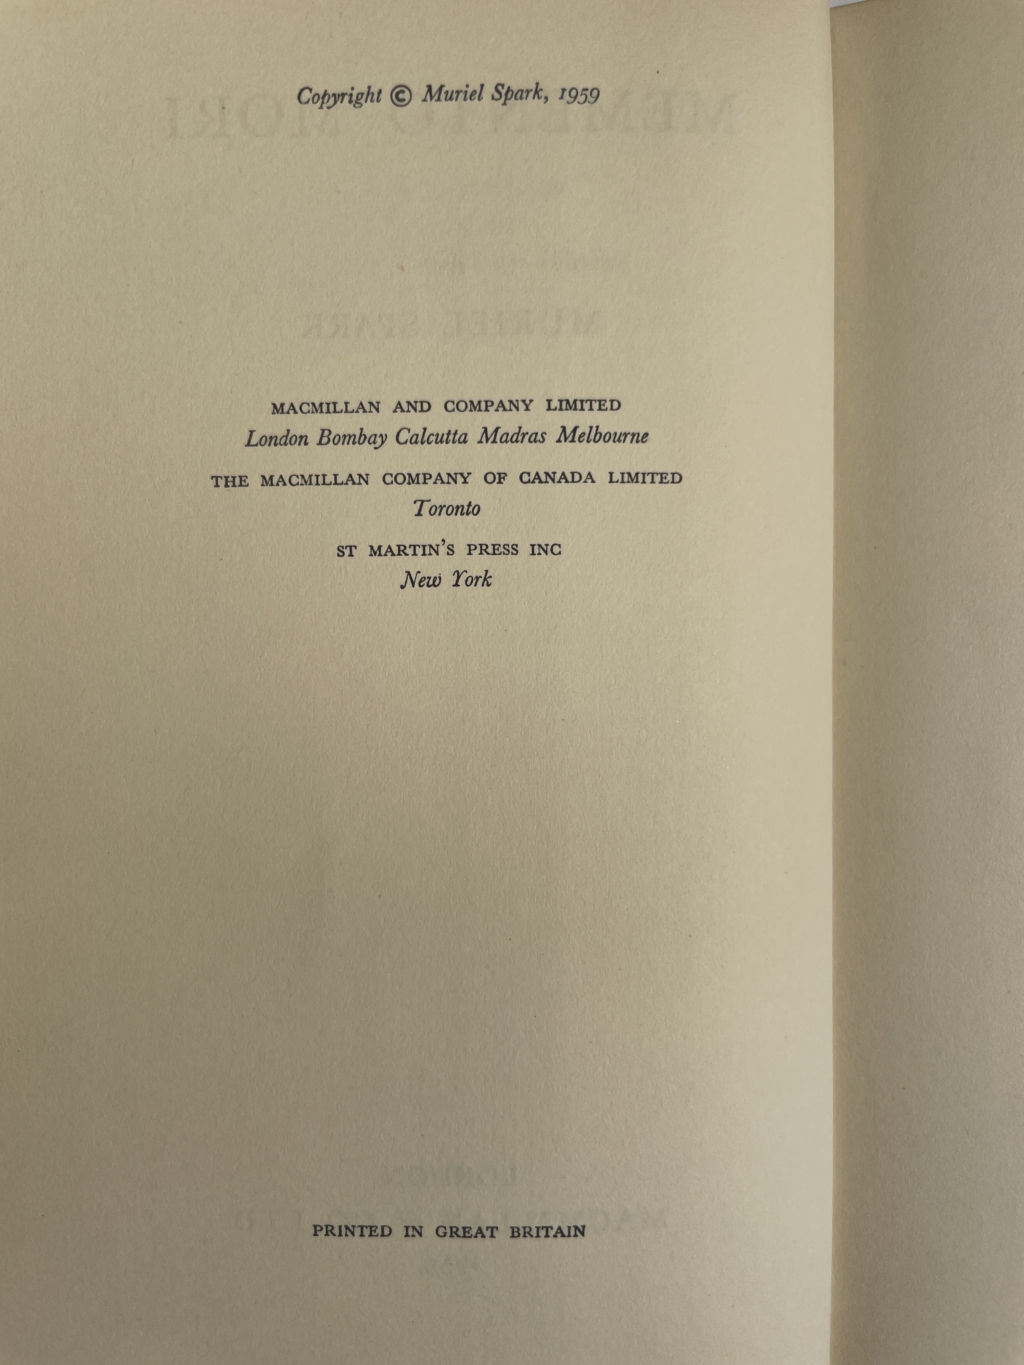 Copyright © Muriel Spark, 1959
MACMILLAN AND COMPANY LIMITED
London Bombay Calcutta Madras Melbourne
THE MACMILLAN COMPANY OF CANADA LIMITED
Toronto
ST MARTIN'S PRESS INC
New York
PRINTED IN GREAT BRITAIN